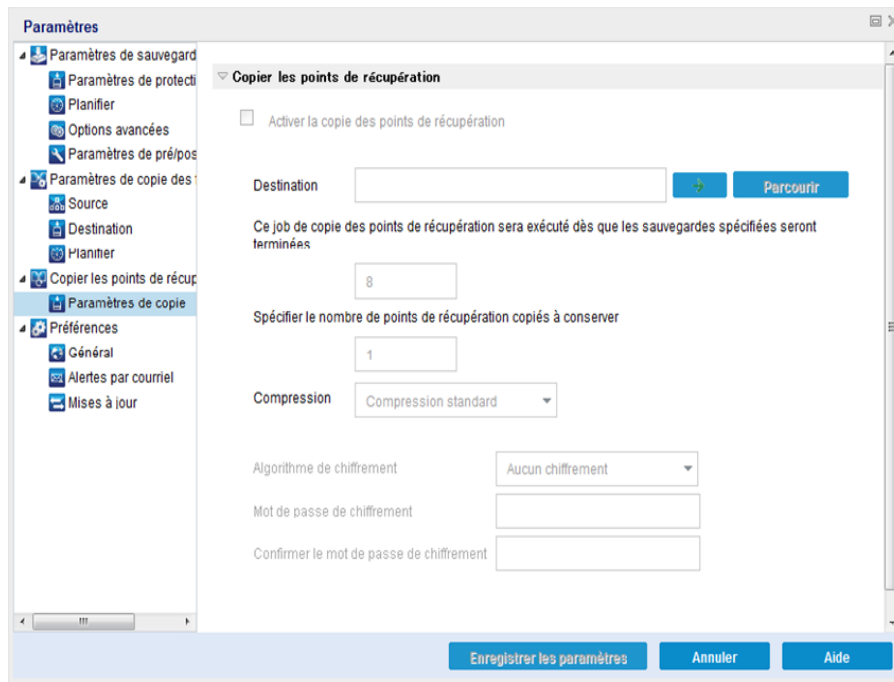 Paramètres
Paramètres de sauvegard
Paramètres de protecti
Planifier
Options avancées
Paramètres de pré/pos
Paramètres de copie des f
Source
Destination
Planifier
Copier les points de récup
Paramètres de copie
Préférences
Général
Alertes par courriel
Mises à jour
Copier les points de récupération
Activer la copie des points de récupération
Destination
Parcourir
Ce job de copie des points de récupération sera exécuté dès que les sauvegardes spécifiées seront
terminées
8
Spécifier le nombre de points de récupération copiés à conserver
1
Compression
Compression standard
Algorithme de chiffrement
Aucun chiffrement
Mot de passe de chiffrement
Confirmer le mot de passe de chiffrement
Enregistrer les paramètres
Annuler
Aide